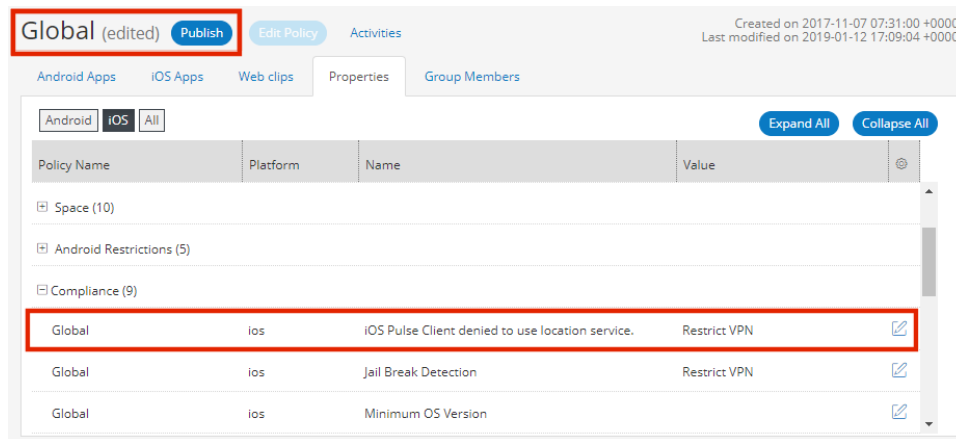 Global (edited) Publish Edit Policy Activities
Created on 2017-11-07 07:31:00 +0000
Last modified on 2019-01-12 17:09:04 +0000
Android Apps iOS Apps Web clips Properties Group Members
Android iOS All
Expand All Collapse All
Policy Name Platform Name Value
Space (10)
Android Restrictions (5)
Compliance (9)
Global ios iOS Pulse Client denied to use location service. Restrict VPN
Global ios Jail Break Detection Restrict VPN
Global ios Minimum OS Version